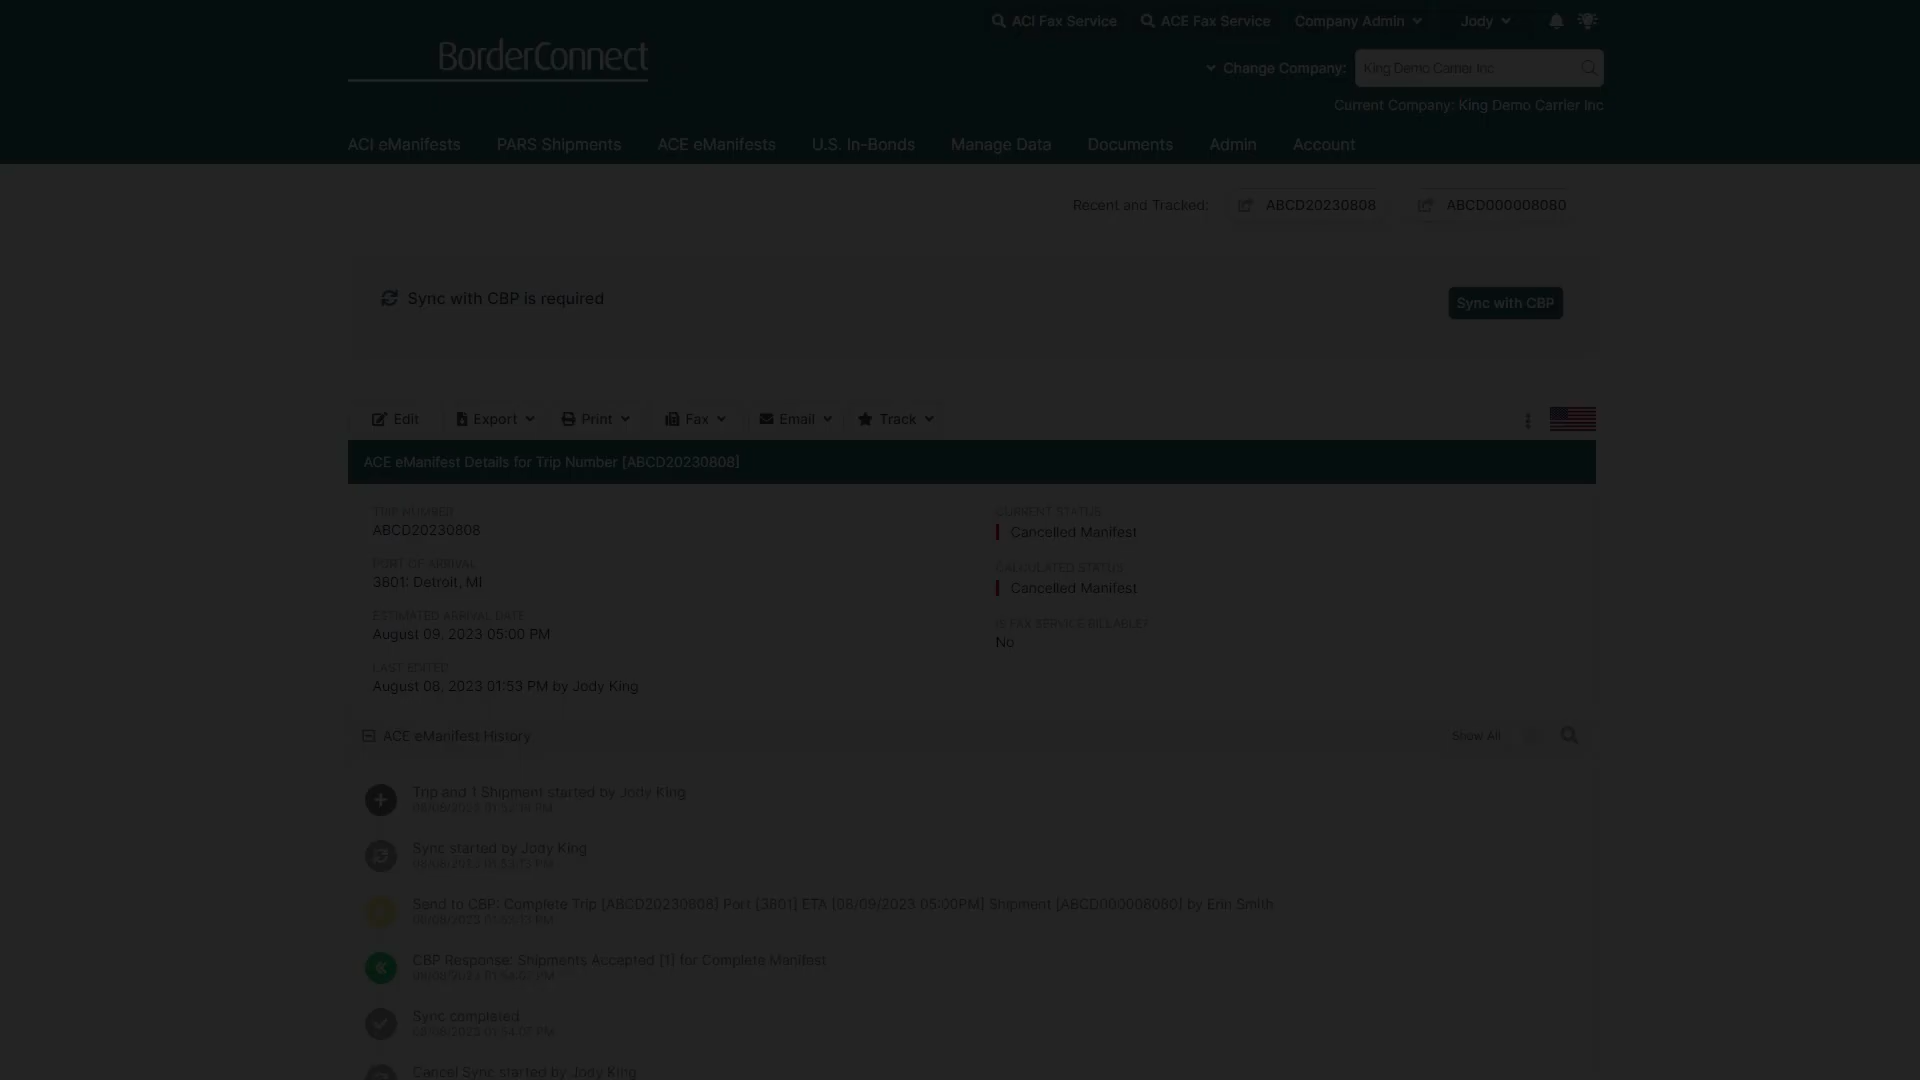 ACI Fax Service
ACE Fax Service
Company Admin
Jody
BorderConnect
Change Company:
King Demo Carrier Inc
Current Company: King Demo Carrier Inc
ACI eManifests
PARS Shipments
ACE eManifests
U.S. In-Bonds
Manage Data
Documents
Admin
Account
Recent and Tracked:
ABCD20230808
ABCD000008080
Sync with CBP is required
Sync with CBP
Edit
Export
Print
Fax
Email
Track
ACE eManifest Details for Trip Number [ABCD20230808]
TRIP NUMBER
ABCD20230808
PORT OF ARRIVAL
3801: Detroit, MI
ESTIMATED ARRIVAL DATE
August 09, 2023 05:00 PM
LAST EDITED
August 08, 2023 01:53 PM by Jody King
CURRENT STATUS
Cancelled Manifest
CALCULATED STATUS
Cancelled Manifest
IS FAX SERVICE BILLABLE?
No
ACE eManifest History
Show All
Trip and 1 Shipment started by Jody King
Sync started by Jody King
Send to CBP: Complete Trip [ABCD20230808] Port [3801] ETA [08/09/2023 05:00PM] Shipment [ABCD000008080] by Erin Smith
CBP Response: Shipments Accepted [1] for Complete Manifest
Sync completed
Cancel Sync started by Jody King